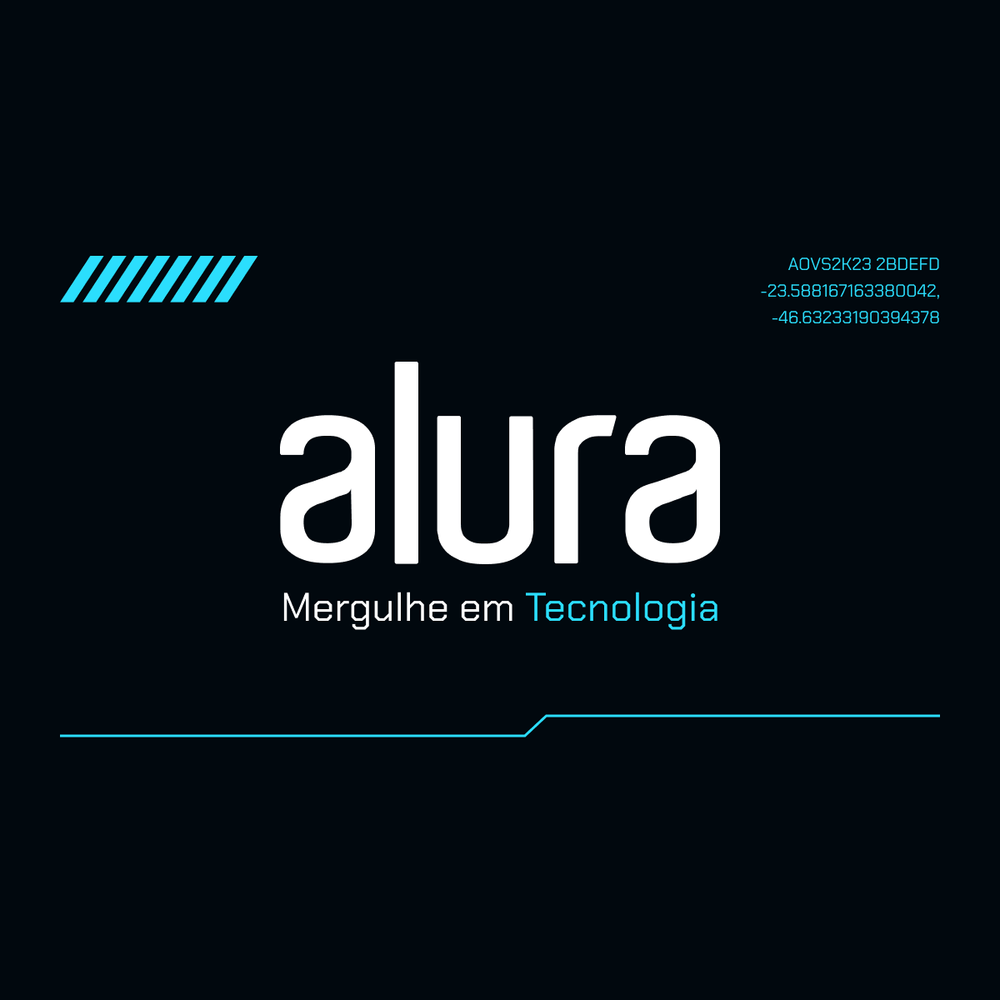 AOVS2K23 2BDEFD
-23.588167163380042,
-46.63233190394378
alura
Mergulhe em Tecnologia